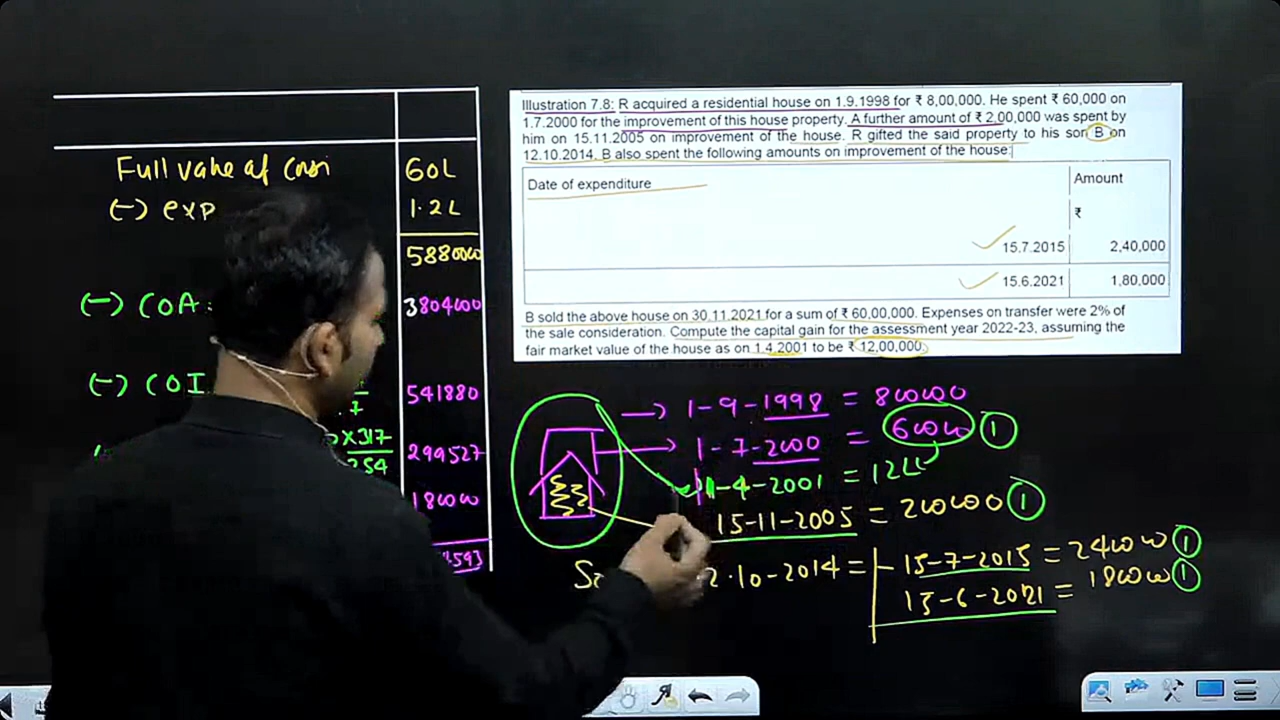 Illustration 7.8: R acquired a residential house on 1.9.1998 for ₹ 8,00,000. He spent ₹ 60,000 on
1.7.2000 for the improvement of this house property. A further amount of ₹ 2,00,000 was spent by
him on 15.11.2005 on improvement of the house. R gifted the said property to his son B on
12.10.2014. B also spent the following amounts on improvement of the house:
Date of expenditure Amount
₹
15.7.2015 2,40,000
15.6.2021 1,80,000
B sold the above house on 30.11.2021 for a sum of ₹ 60,00,000. Expenses on transfer were 2% of
the sale consideration. Compute the capital gain for the assessment year 2022-23, assuming the
fair market value of the house as on 1.4.2001 to be ₹ 12,00,000.
Full value of consi 60L
(-) exp 1.2L
5880000
(-) COA: 3804000
(-) COI 7 541880
x317
254 299527
180000
593
→ 1-9-1998 = 800000
→ 1-7-2000 = 60000 1
1-4-2001 = 12L
15-11-2005 = 200000 1
2.10-2014 = 15-7-2015 = 240000 1
15-6-2021 = 180000 1